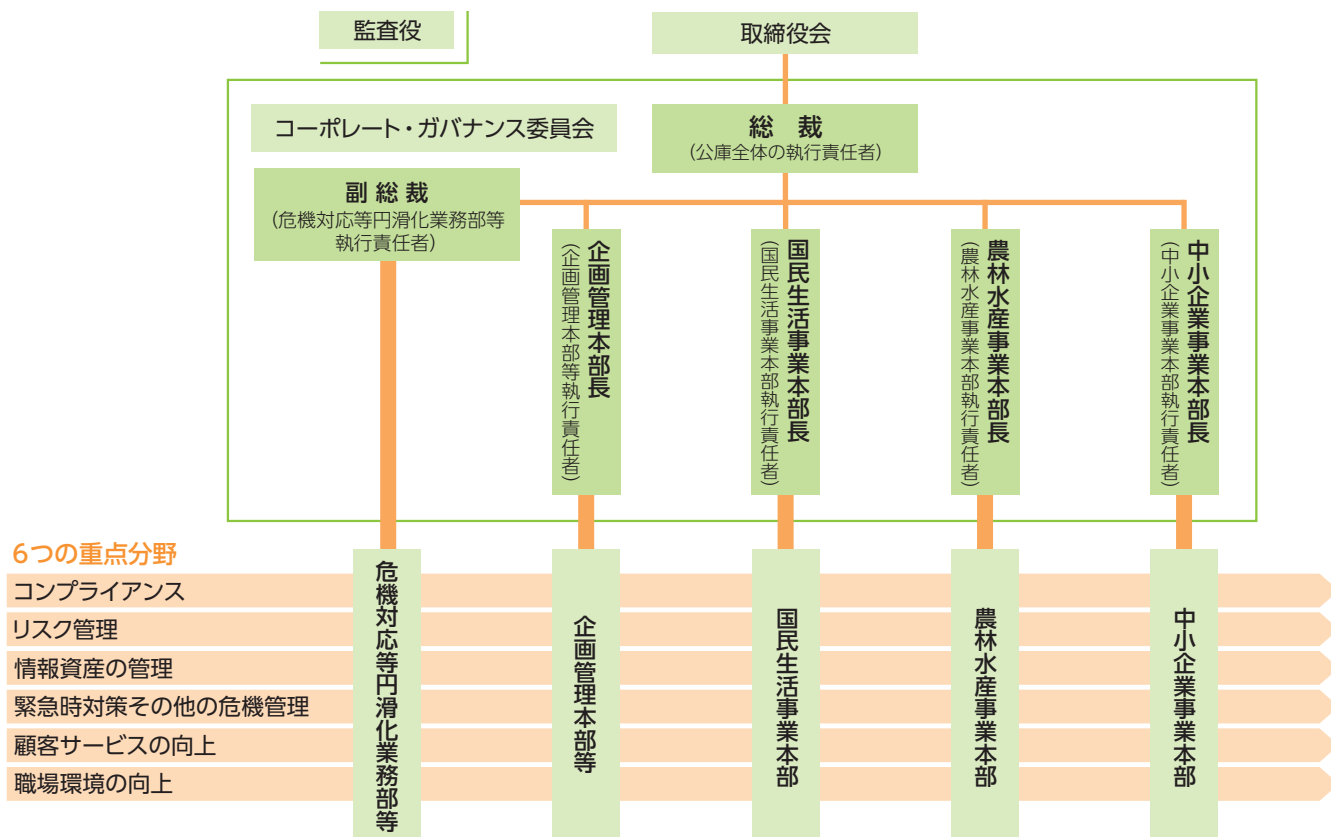 監査役
取締役会
コーポレート・ガバナンス委員会
総 裁
（公庫全体の執行責任者）
副 総 裁
（危機対応等円滑化業務部等
執行責任者）
企画管理本部長
（企画管理本部等執行責任者）
国民生活事業本部長
（国民生活事業本部執行責任者）
農林水産事業本部長
（農林水産事業本部執行責任者）
中小企業事業本部長
（中小企業事業本部執行責任者）
6つの重点分野
コンプライアンス
リスク管理
情報資産の管理
緊急時対策その他の危機管理
顧客サービスの向上
職場環境の向上
危機対応等円滑化業務部等
企画管理本部等
国民生活事業本部
農林水産事業本部
中小企業事業本部